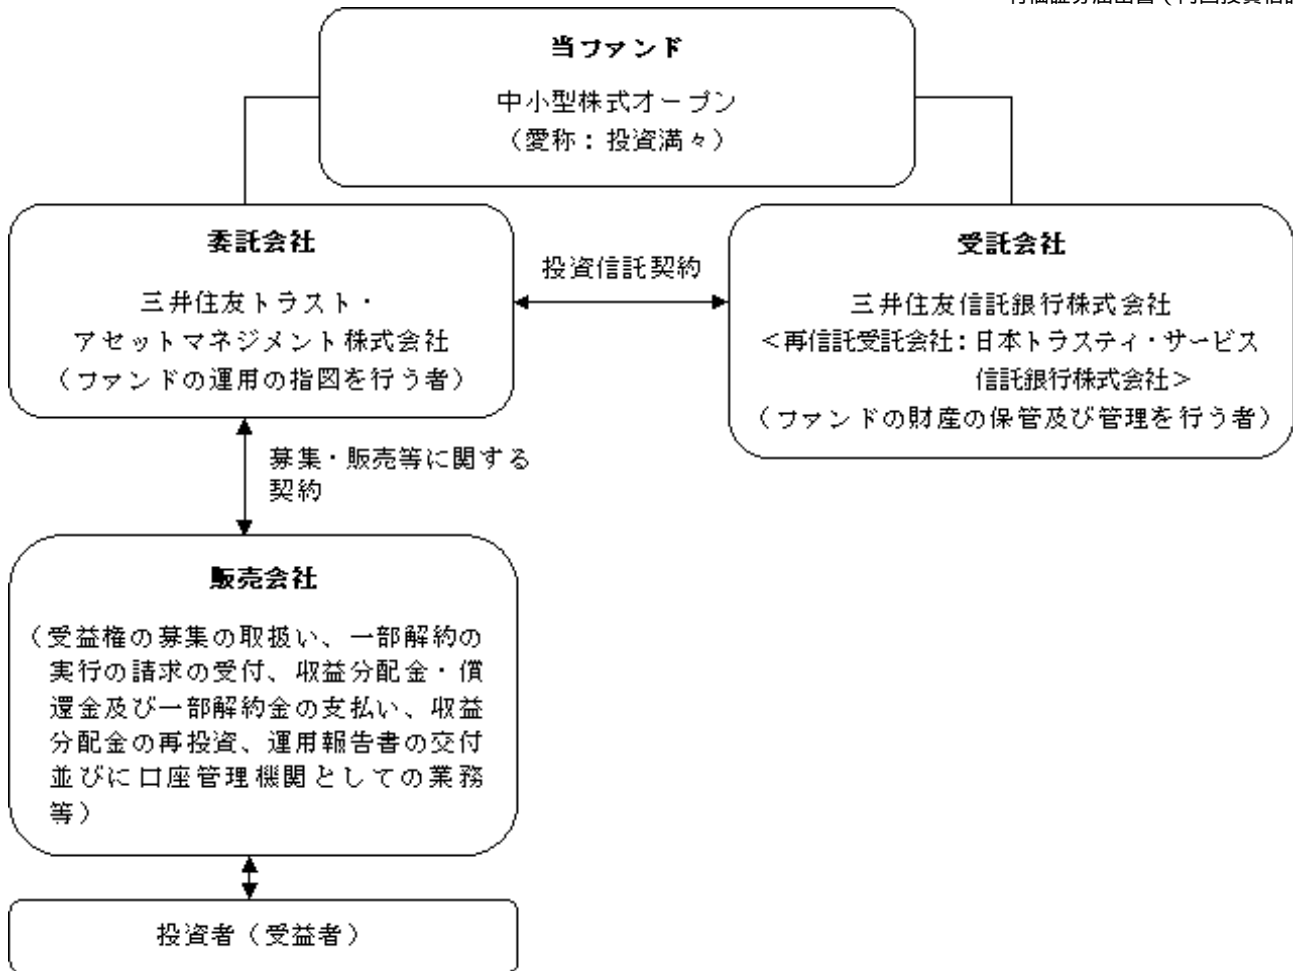 当ファンド
中小型株式オープン
（愛称：投資満々）
委託会社
三井住友トラスト・
アセットマネジメント株式会社
（ファンドの運用の指図を行う者）
投資信託契約
受託会社
三井住友信託銀行株式会社
＜再信託受託会社：日本トラスティ・サービス
信託銀行株式会社＞
（ファンドの財産の保管及び管理を行う者）
募集・販売等に関する
契約
販売会社
（受益権の募集の取扱い、一部解約の
実行の請求の受付、収益分配金・償
還金及び一部解約金の支払い、収益
分配金の再投資、運用報告書の交付
並びに口座管理機関としての業務
等）
投資者（受益者）